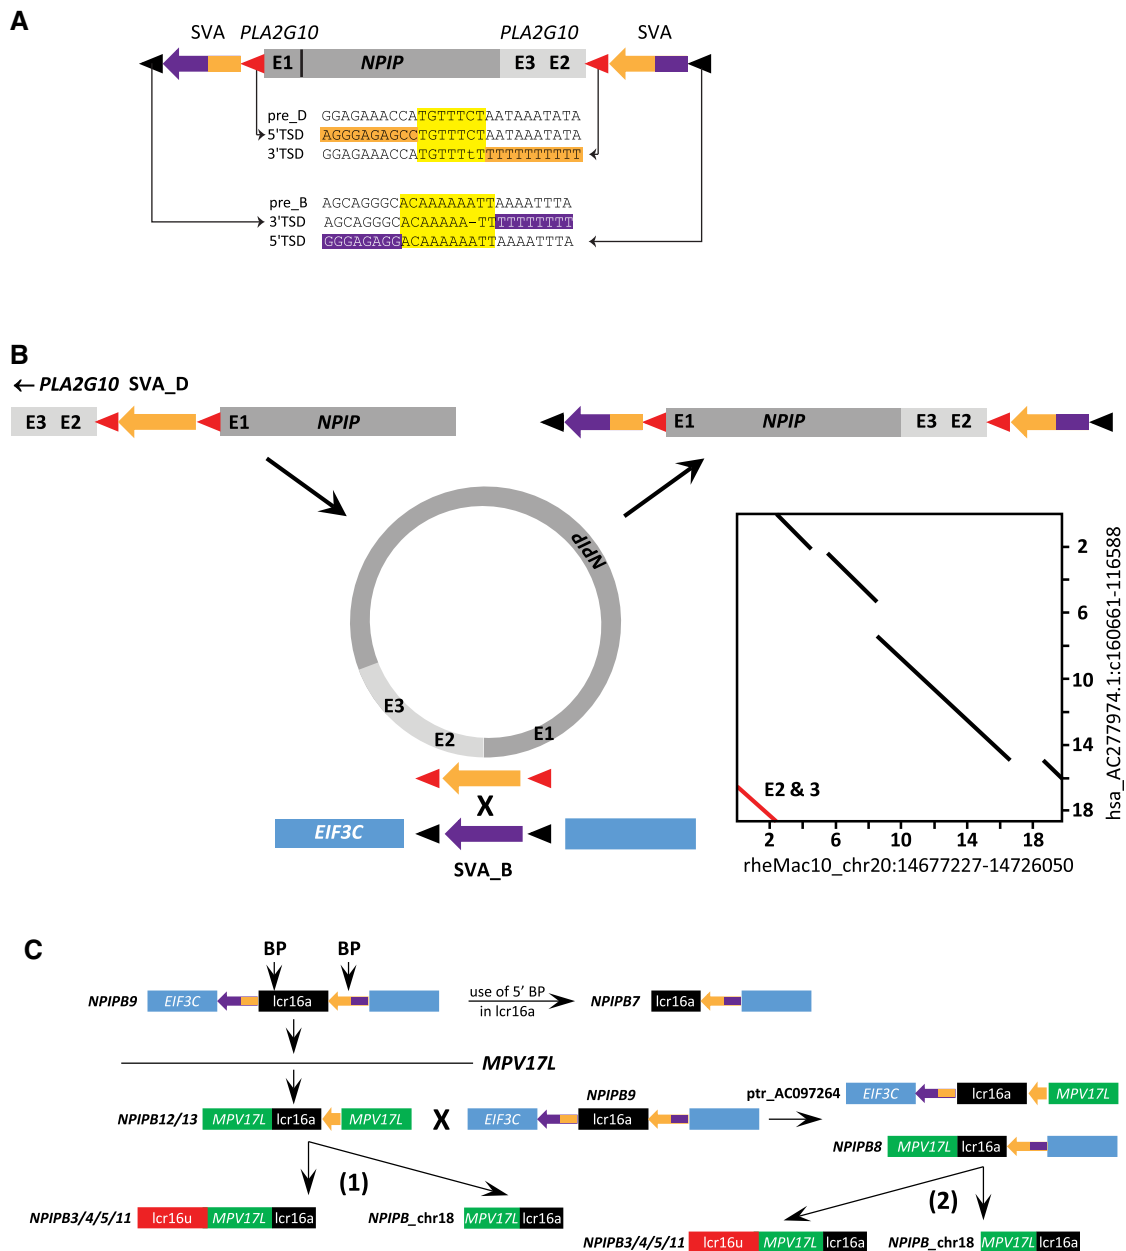 A
SVA PLA2G10 PLA2G10 SVA
E1 NPIP E3 E2
pre_D GGAGAAACCATGTTTCTAATAAATATA
5'TSD AGGGAGAGCCTGTTTCTAATAAATATA
3'TSD GGAGAAACCATGTTTtTTTTTTTTTTT
pre_B AGCAGGGCACAAAAAATTAAAATTTA
3'TSD AGCAGGGCACAAAAA-TTTTTTTTTT
5'TSD GGGAGAGGACAAAAAATTAAAATTTA
B
← PLA2G10 SVA_D
E3 E2 E1 NPIP
E1 NPIP E3 E2
NPIP
E3
E2
E1
X
EIF3C
SVA_B
2
6
10
14
18
E2 & 3
2 6 10 14 18
rheMac10_chr20:14677227-14726050
hsa_AC277974.1:c160661-116588
C
BP BP
NPIPB9 EIF3C lcr16a
use of 5' BP
in lcr16a
NPIPB7 lcr16a
MPV17L
NPIPB12/13 MPV17L lcr16a MPV17L
X
NPIPB9
EIF3C lcr16a
ptr_AC097264 EIF3C lcr16a MPV17L
NPIPB8 MPV17L lcr16a
(1)
NPIPB3/4/5/11 lcr16u MPV17L lcr16a
NPIPB_chr18 MPV17L lcr16a
(2)
NPIPB3/4/5/11 lcr16u MPV17L lcr16a
NPIPB_chr18 MPV17L lcr16a